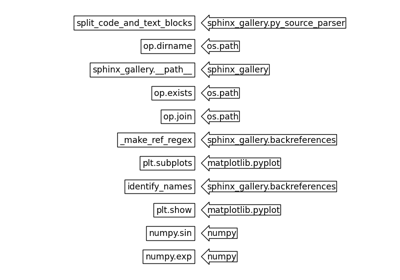 split_code_and_text_blocks sphinx_gallery.py_source_parser
op.dirname os.path
sphinx_gallery.__path__ sphinx_gallery
op.exists os.path
op.join os.path
_make_ref_regex sphinx_gallery.backreferences
plt.subplots matplotlib.pyplot
identify_names sphinx_gallery.backreferences
plt.show matplotlib.pyplot
numpy.sin numpy
numpy.exp numpy